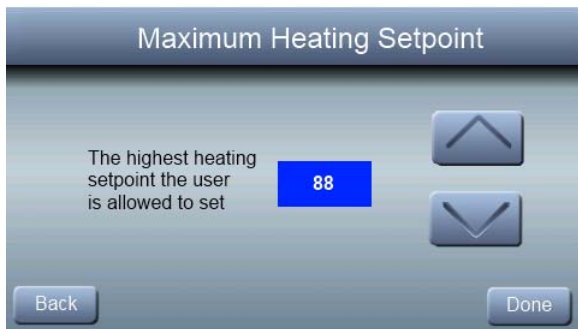 Maximum Heating Setpoint
The highest heating
setpoint the user
is allowed to set
88
Back
Done